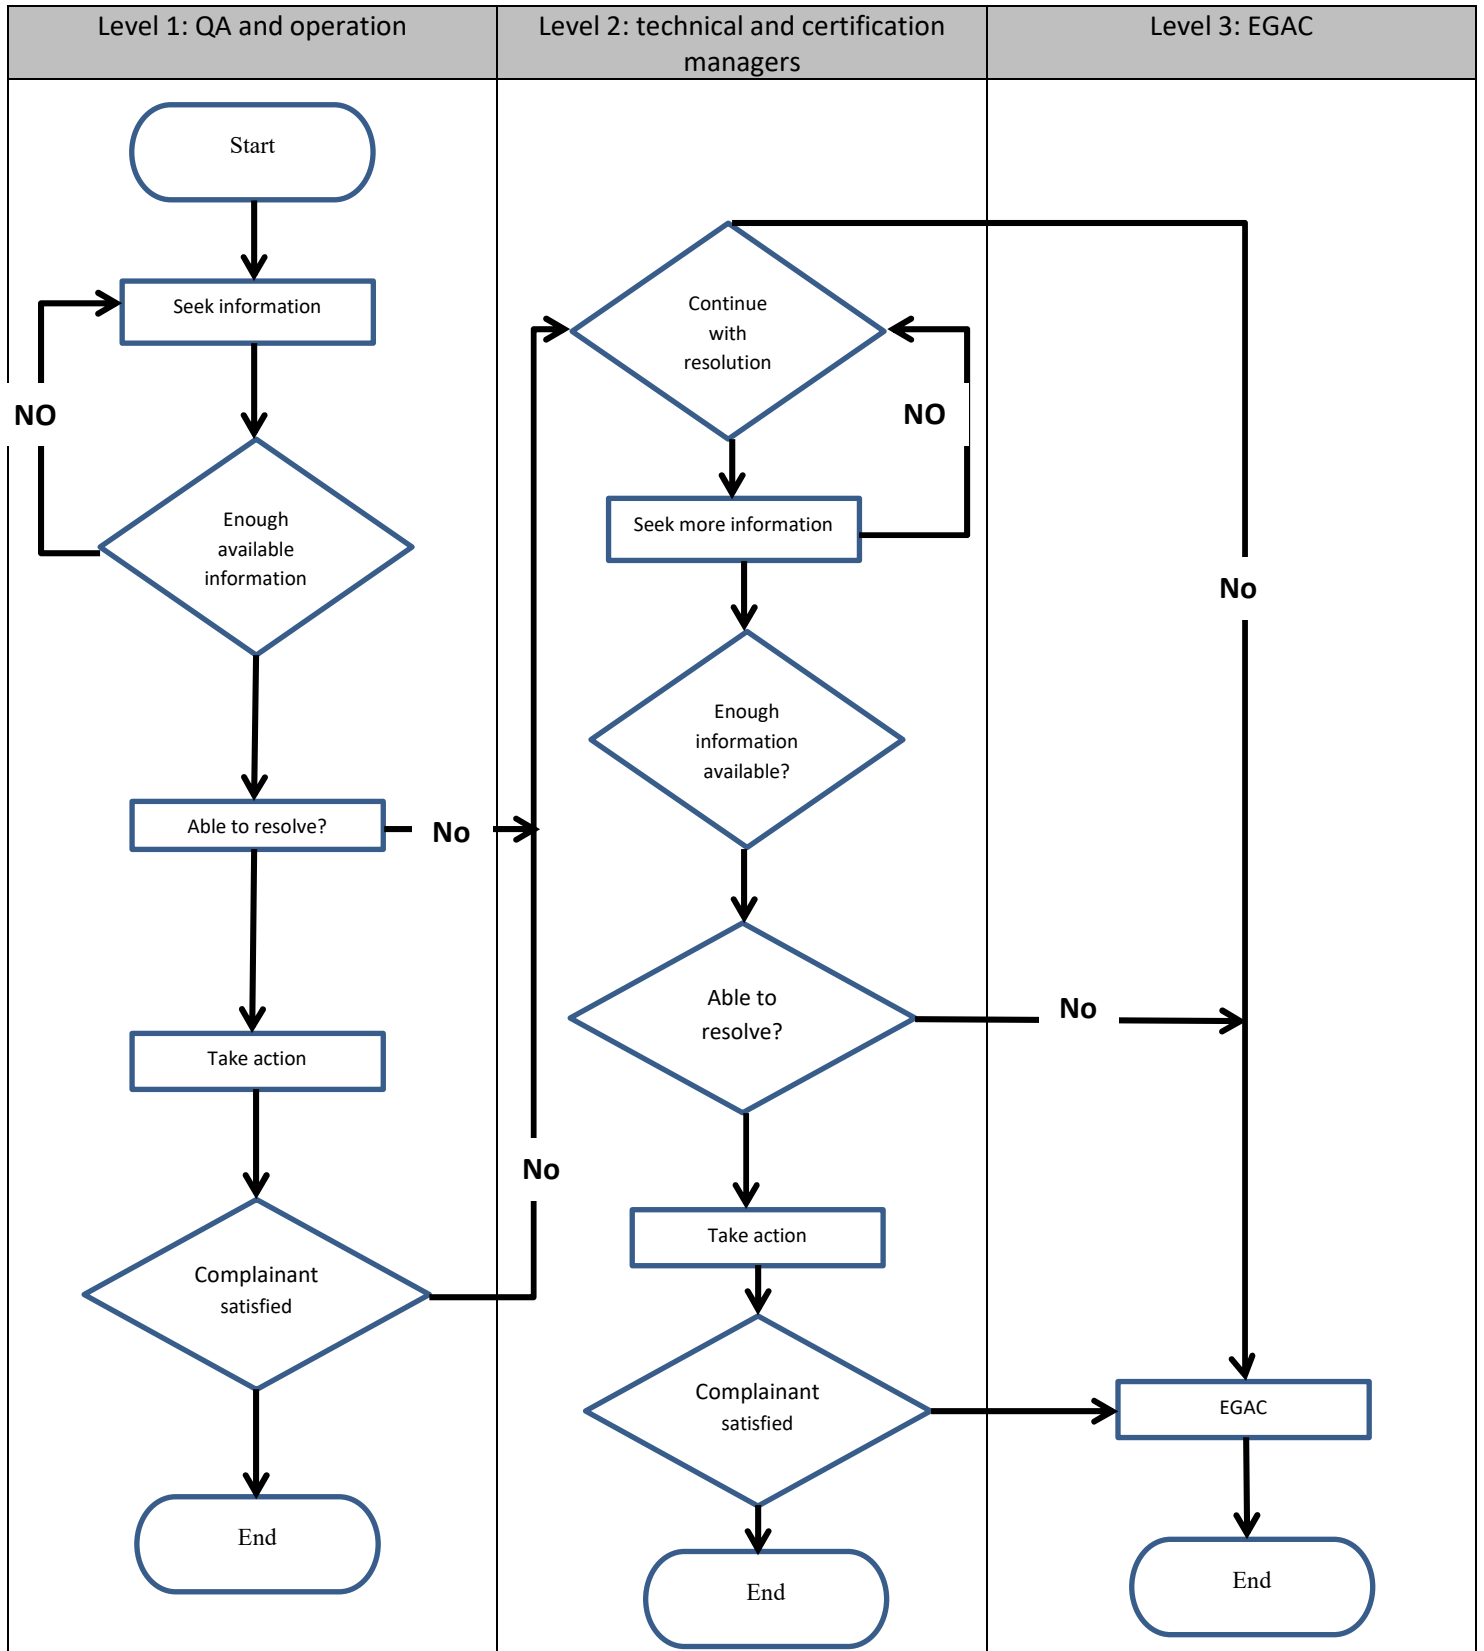 Level 1: QA and operation
Level 2: technical and certification
managers
Level 3: EGAC
Start
Seek information
NO
Enough
available
information
Able to resolve?
No
Take action
No
Complainant
satisfied
End
Continue
with
resolution
NO
Seek more information
Enough
information
available?
Able to
resolve?
No
Take action
Complainant
satisfied
End
No
EGAC
End